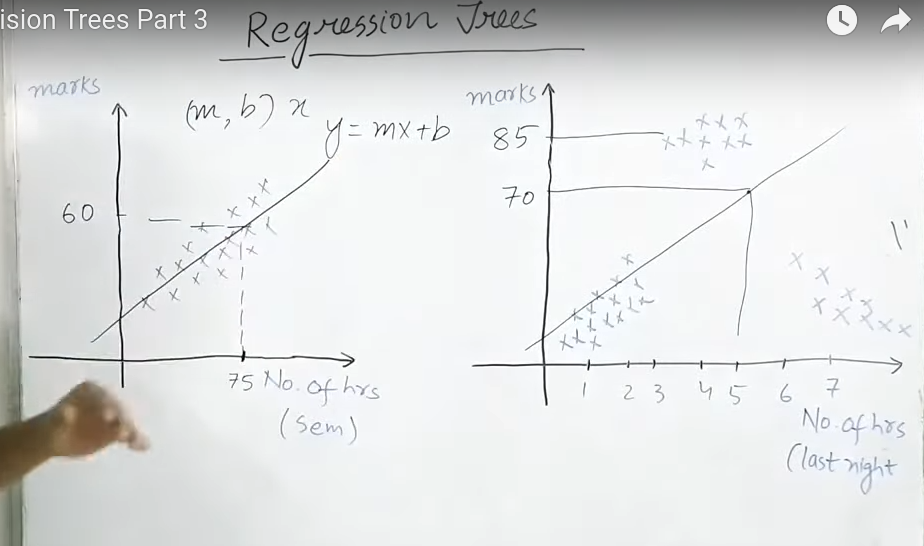 ision Trees Part 3
Regression Trees
marks
(m, b) x
y = mx+b
60
75 No. of hrs
(sem)
marks
85
70
1 2 3 4 5 6 7
No. of hrs
(last night